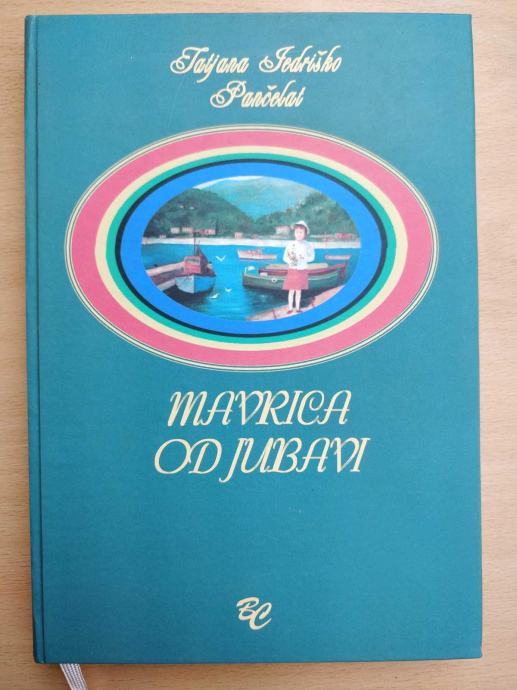 Tatjana Jedriško
Pančelat
MAVRICA
OD JUBAVI
BC